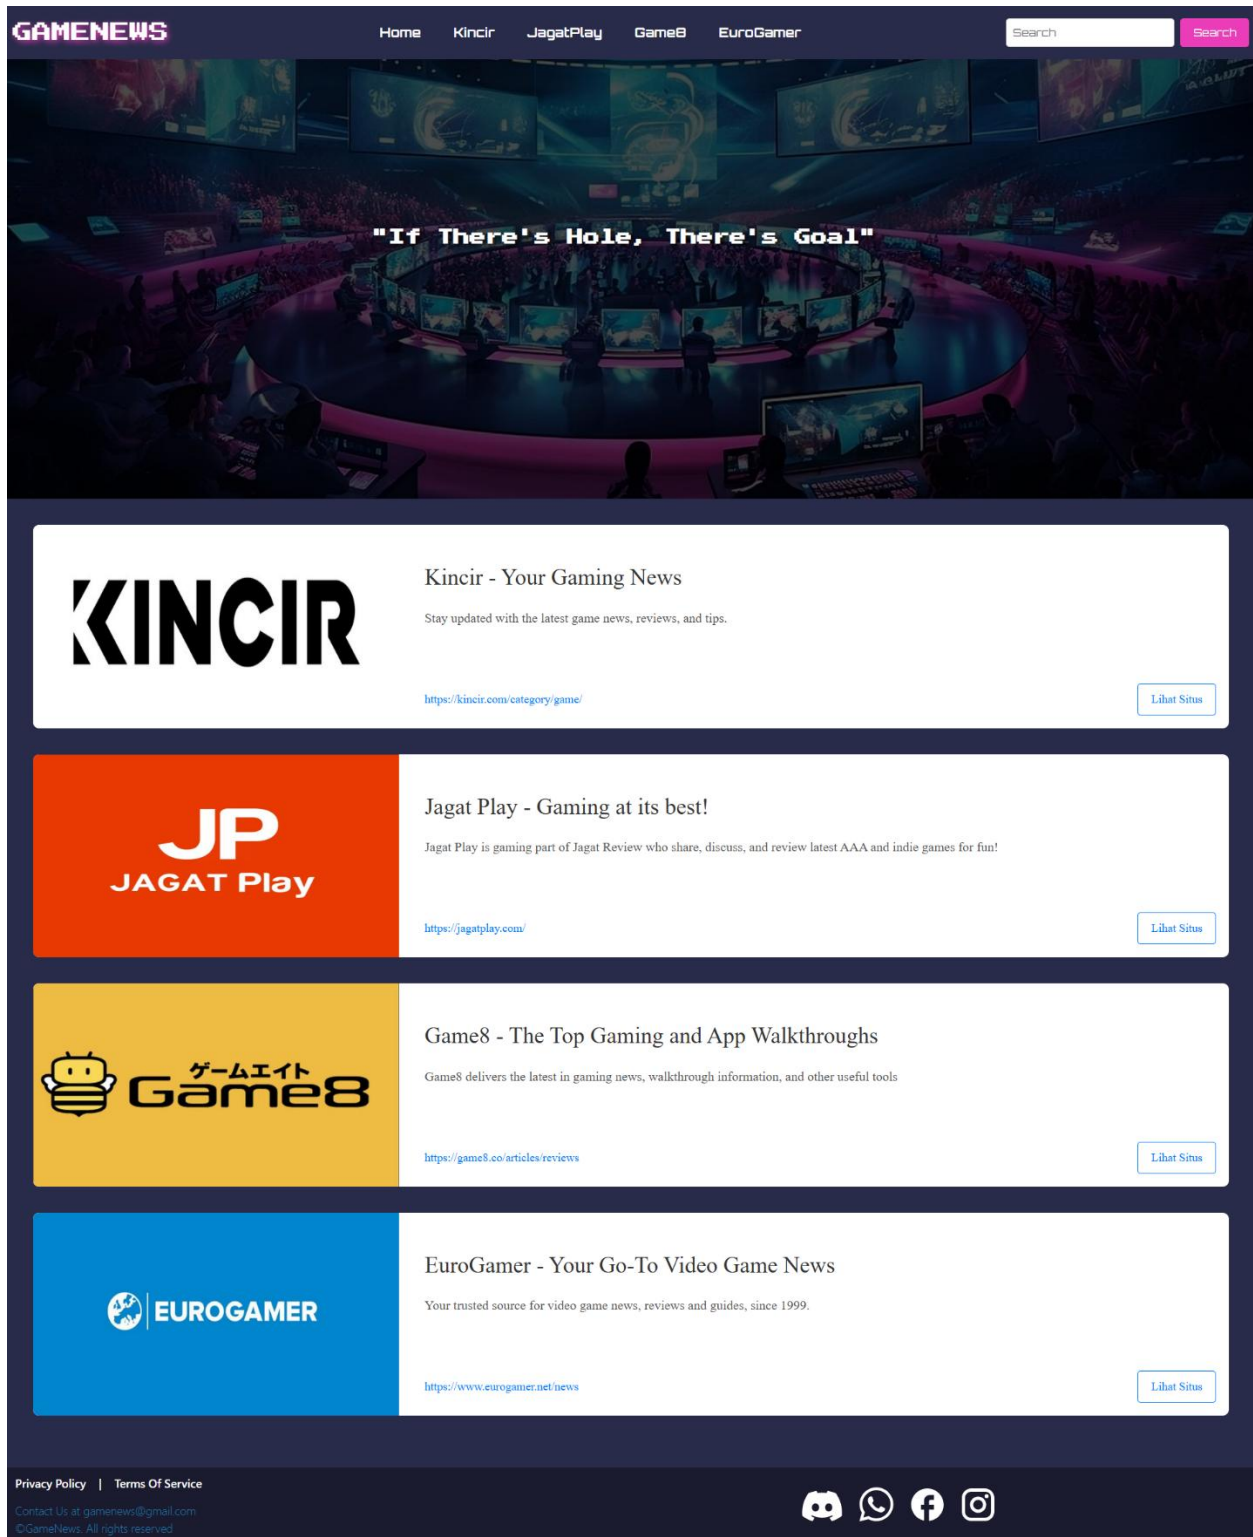 GAMENEWS
Home Kincir JagatPlay Game8 EuroGamer
Search Search
"If There's Hole, There's Goal"
KINCIR
Kincir - Your Gaming News
Stay updated with the latest game news, reviews, and tips.
https://kincir.com/category/game/
Lihat Situs
JP
JAGAT Play
Jagat Play - Gaming at its best!
Jagat Play is gaming part of Jagat Review who share, discuss, and review latest AAA and indie games for fun!
https://jagatplay.com/
Lihat Situs
ゲームエイト
Game8
Game8 - The Top Gaming and App Walkthroughs
Game8 delivers the latest in gaming news, walkthrough information, and other useful tools
https://game8.co/articles/reviews
Lihat Situs
EUROGAMER
EuroGamer - Your Go-To Video Game News
Your trusted source for video game news, reviews and guides, since 1999.
https://www.eurogamer.net/news
Lihat Situs
Privacy Policy | Terms Of Service
Contact Us at gamenews@gmail.com
©GameNews. All rights reserved